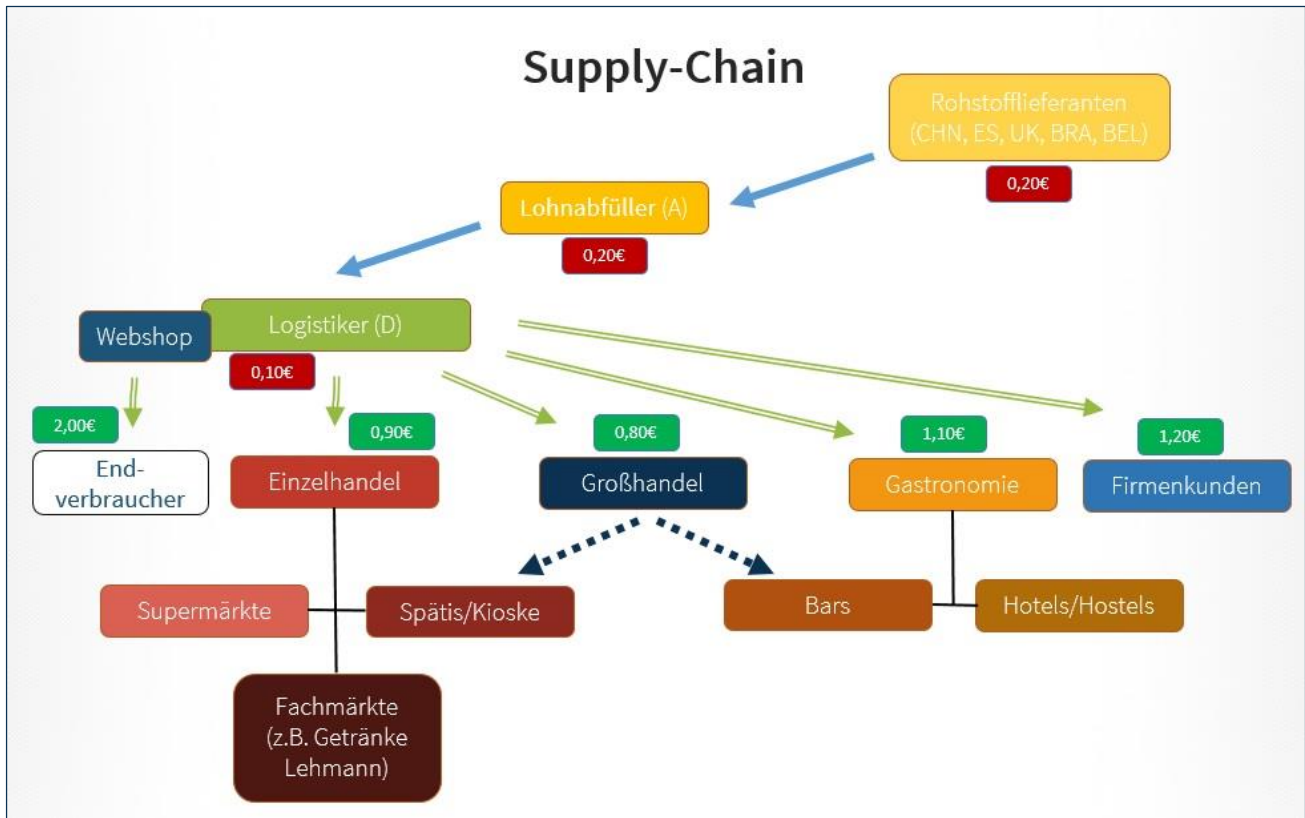 Supply-Chain
Rohstofflieferanten
(CHN, ES, UK, BRA, BEL)
0,20€
Lohnabfüller (A)
0,20€
Webshop
Logistiker (D)
0,10€
2,00€
0,90€
0,80€
1,10€
1,20€
End-
verbraucher
Einzelhandel
Großhandel
Gastronomie
Firmenkunden
Supermärkte
Spätis/Kioske
Bars
Hotels/Hostels
Fachmärkte
(z.B. Getränke
Lehmann)